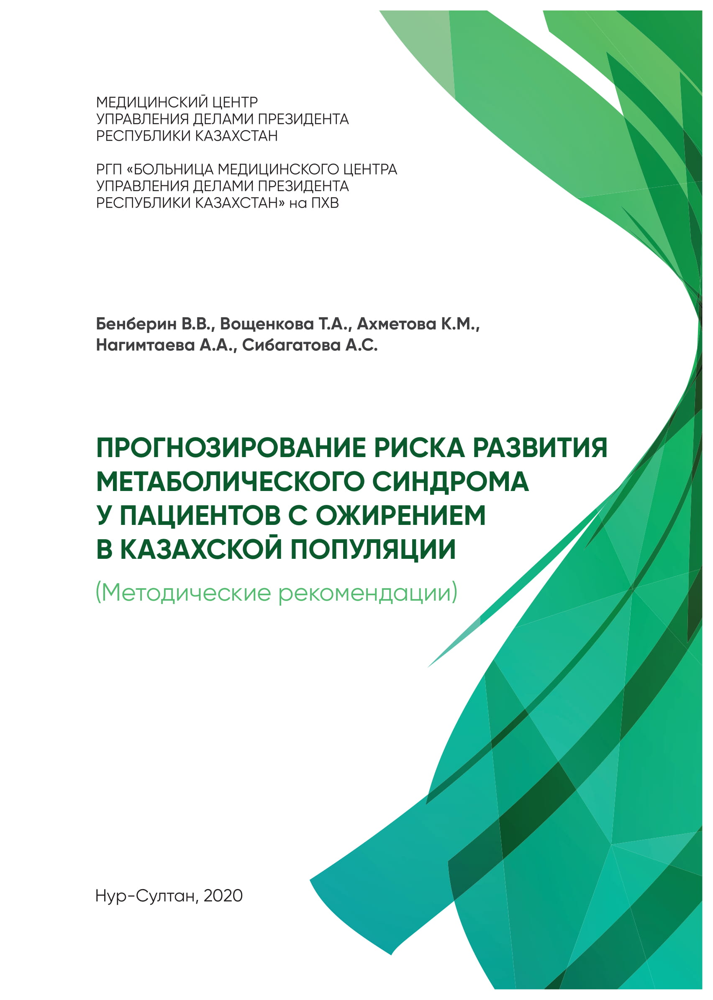 МЕДИЦИНСКИЙ ЦЕНТР
УПРАВЛЕНИЯ ДЕЛАМИ ПРЕЗИДЕНТА
РЕСПУБЛИКИ КАЗАХСТАН
РГП «БОЛЬНИЦА МЕДИЦИНСКОГО ЦЕНТРА
УПРАВЛЕНИЯ ДЕЛАМИ ПРЕЗИДЕНТА
РЕСПУБЛИКИ КАЗАХСТАН» на ПХВ
Бенберин В.В., Вощенкова Т.А., Ахметова К.М.,
Нагимтаева А.А., Сибагатова А.С.
ПРОГНОЗИРОВАНИЕ РИСКА РАЗВИТИЯ
МЕТАБОЛИЧЕСКОГО СИНДРОМА
У ПАЦИЕНТОВ С ОЖИРЕНИЕМ
В КАЗАХСКОЙ ПОПУЛЯЦИИ
(Методические рекомендации)
Нур-Султан, 2020